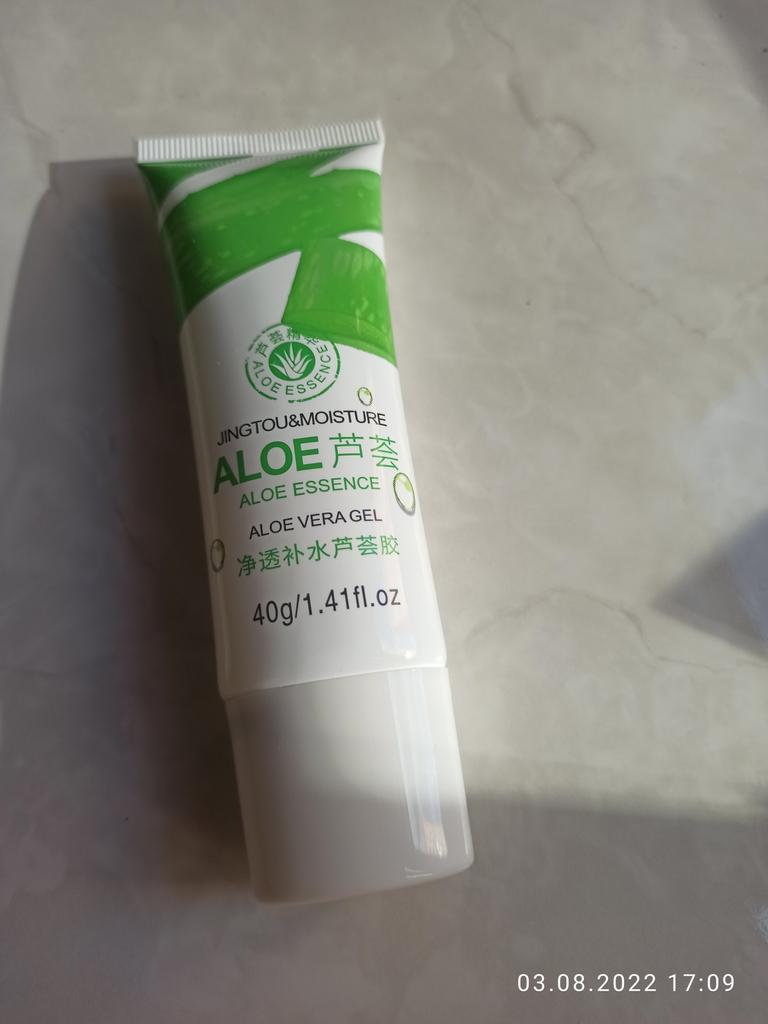 芦荟精华
ALOE ESSENCE
JINGTOU&MOISTURE
ALOE 芦荟
ALOE ESSENCE
ALOE VERA GEL
净透补水芦荟胶
40g/1.41fl.oz
03.08.2022 17:09